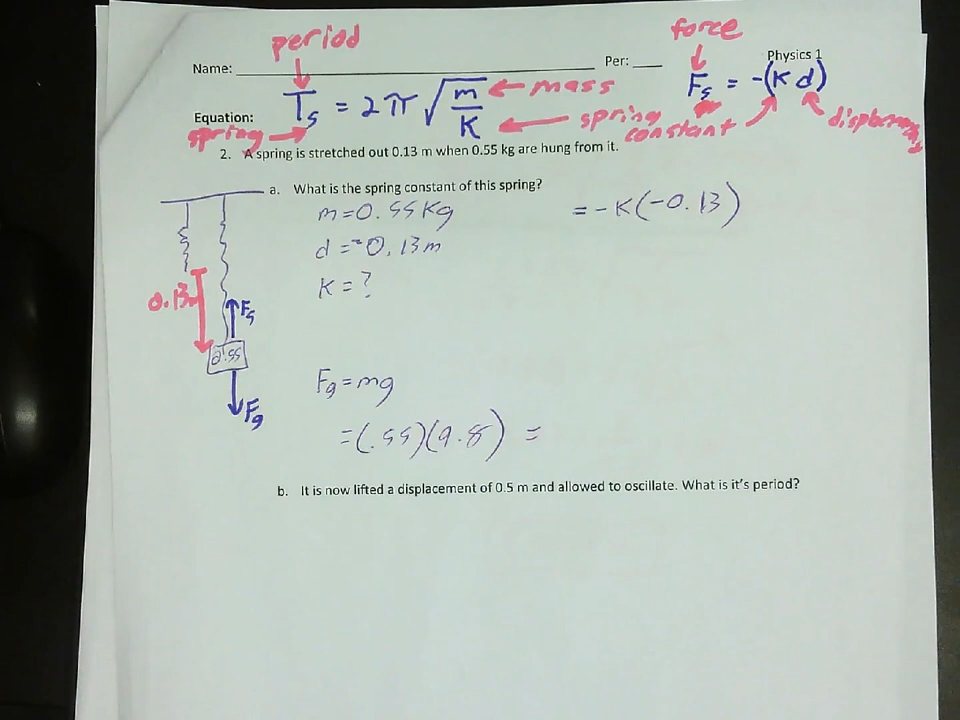 period
force
Name: Per: Physics 1
Equation: Ts = 2π√(m/K) ← mass Fs = -(K d)
spring → ← spring constant
2. A spring is stretched out 0.13 m when 0.55 kg are hung from it.
a. What is the spring constant of this spring?
m=0.55Kg = -K(-0.13)
d =-0.13m
K=?
0.13
Fs
0.55
Fg=mg
Fg
=(.55)(9.8) =
b. It is now lifted a displacement of 0.5 m and allowed to oscillate. What is it's period?